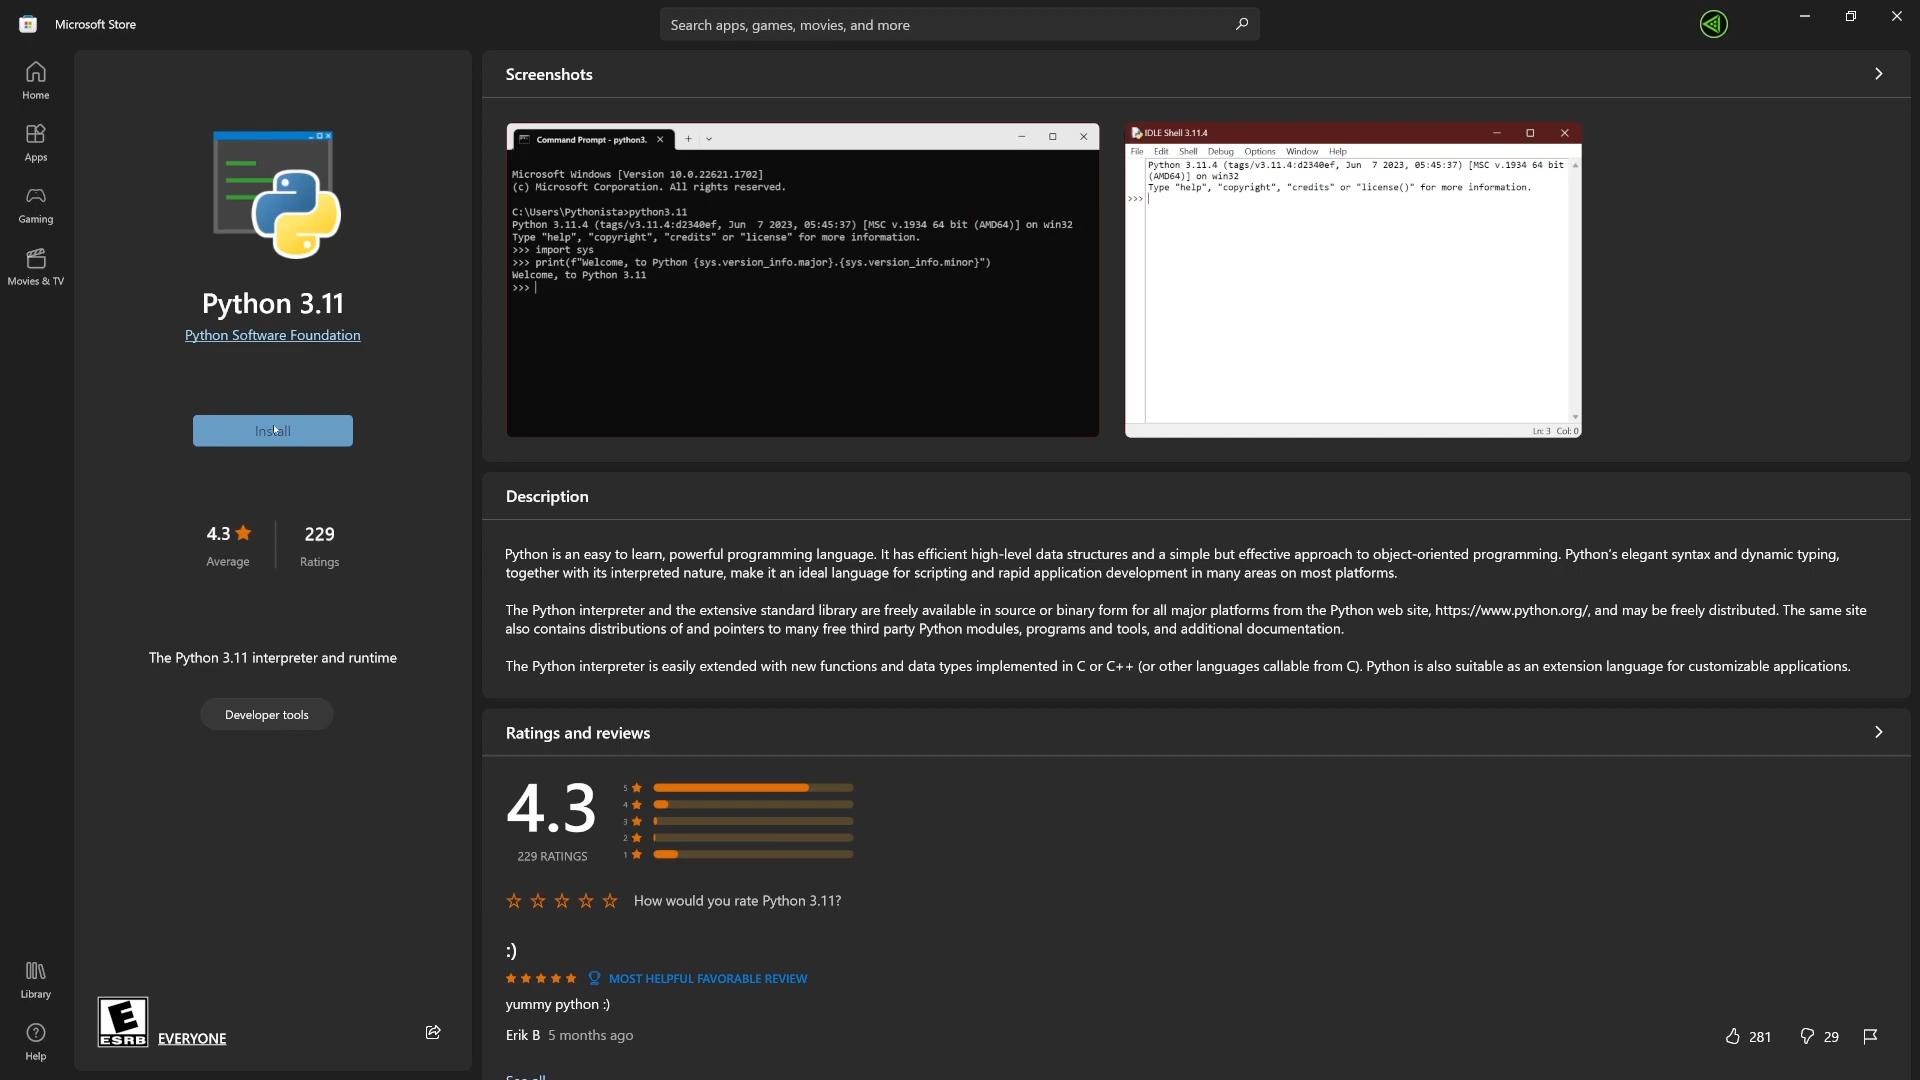 Microsoft Store
Search apps, games, movies, and more
Home
Apps
Gaming
Movies & TV
Library
Help
Python 3.11
Python Software Foundation
Install
4.3
Average
229
Ratings
The Python 3.11 interpreter and runtime
Developer tools
E
ESRB
EVERYONE
Screenshots
Command Prompt - python3.
Microsoft Windows [Version 10.0.22621.1702]
(c) Microsoft Corporation. All rights reserved.
C:\Users\Pythonista>python3.11
Python 3.11.4 (tags/v3.11.4:d2340ef, Jun  7 2023, 05:45:37) [MSC v.1934 64 bit (AMD64)] on win32
Type "help", "copyright", "credits" or "license" for more information.
>>> import sys
>>> print(f"Welcome, to Python {sys.version_info.major}.{sys.version_info.minor}")
Welcome, to Python 3.11
>>>
IDLE Shell 3.11.4
File Edit Shell Debug Options Window Help
Python 3.11.4 (tags/v3.11.4:d2340ef, Jun  7 2023, 05:45:37) [MSC v.1934 64 bit
(AMD64)] on win32
Type "help", "copyright", "credits" or "license()" for more information.
>>>
Ln: 3 Col: 0
Description
Python is an easy to learn, powerful programming language. It has efficient high-level data structures and a simple but effective approach to object-oriented programming. Python's elegant syntax and dynamic typing,
together with its interpreted nature, make it an ideal language for scripting and rapid application development in many areas on most platforms.
The Python interpreter and the extensive standard library are freely available in source or binary form for all major platforms from the Python web site, https://www.python.org/, and may be freely distributed. The same site
also contains distributions of and pointers to many free third party Python modules, programs and tools, and additional documentation.
The Python interpreter is easily extended with new functions and data types implemented in C or C++ (or other languages callable from C). Python is also suitable as an extension language for customizable applications.
Ratings and reviews
4.3
229 RATINGS
5
4
3
2
1
How would you rate Python 3.11?
:)
MOST HELPFUL FAVORABLE REVIEW
yummy python :)
Erik B 5 months ago
281
29
See all